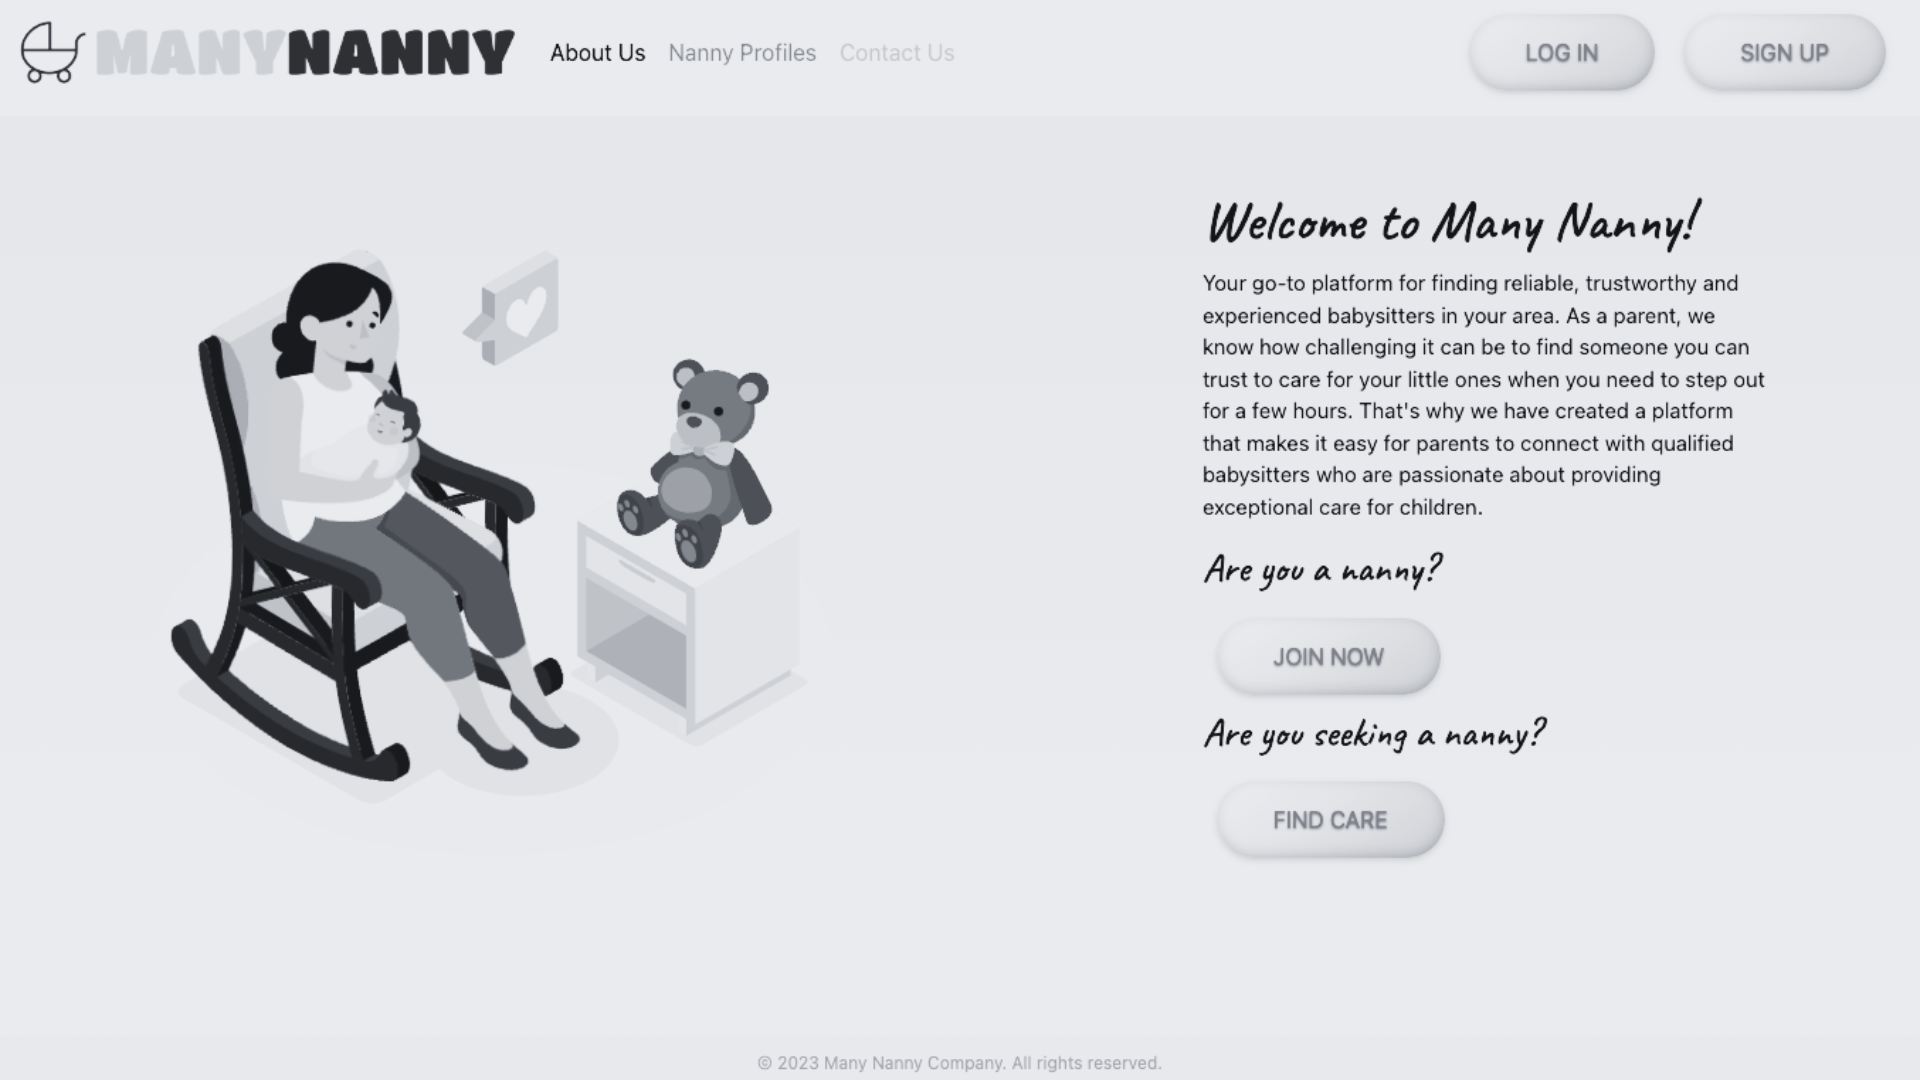 MANYNANNY
About Us
Nanny Profiles
Contact Us
LOG IN
SIGN UP
Welcome to Many Nanny!
Your go-to platform for finding reliable, trustworthy and
experienced babysitters in your area. As a parent, we
know how challenging it can be to find someone you can
trust to care for your little ones when you need to step out
for a few hours. That's why we have created a platform
that makes it easy for parents to connect with qualified
babysitters who are passionate about providing
exceptional care for children.
Are you a nanny?
JOIN NOW
Are you seeking a nanny?
FIND CARE
© 2023 Many Nanny Company. All rights reserved.